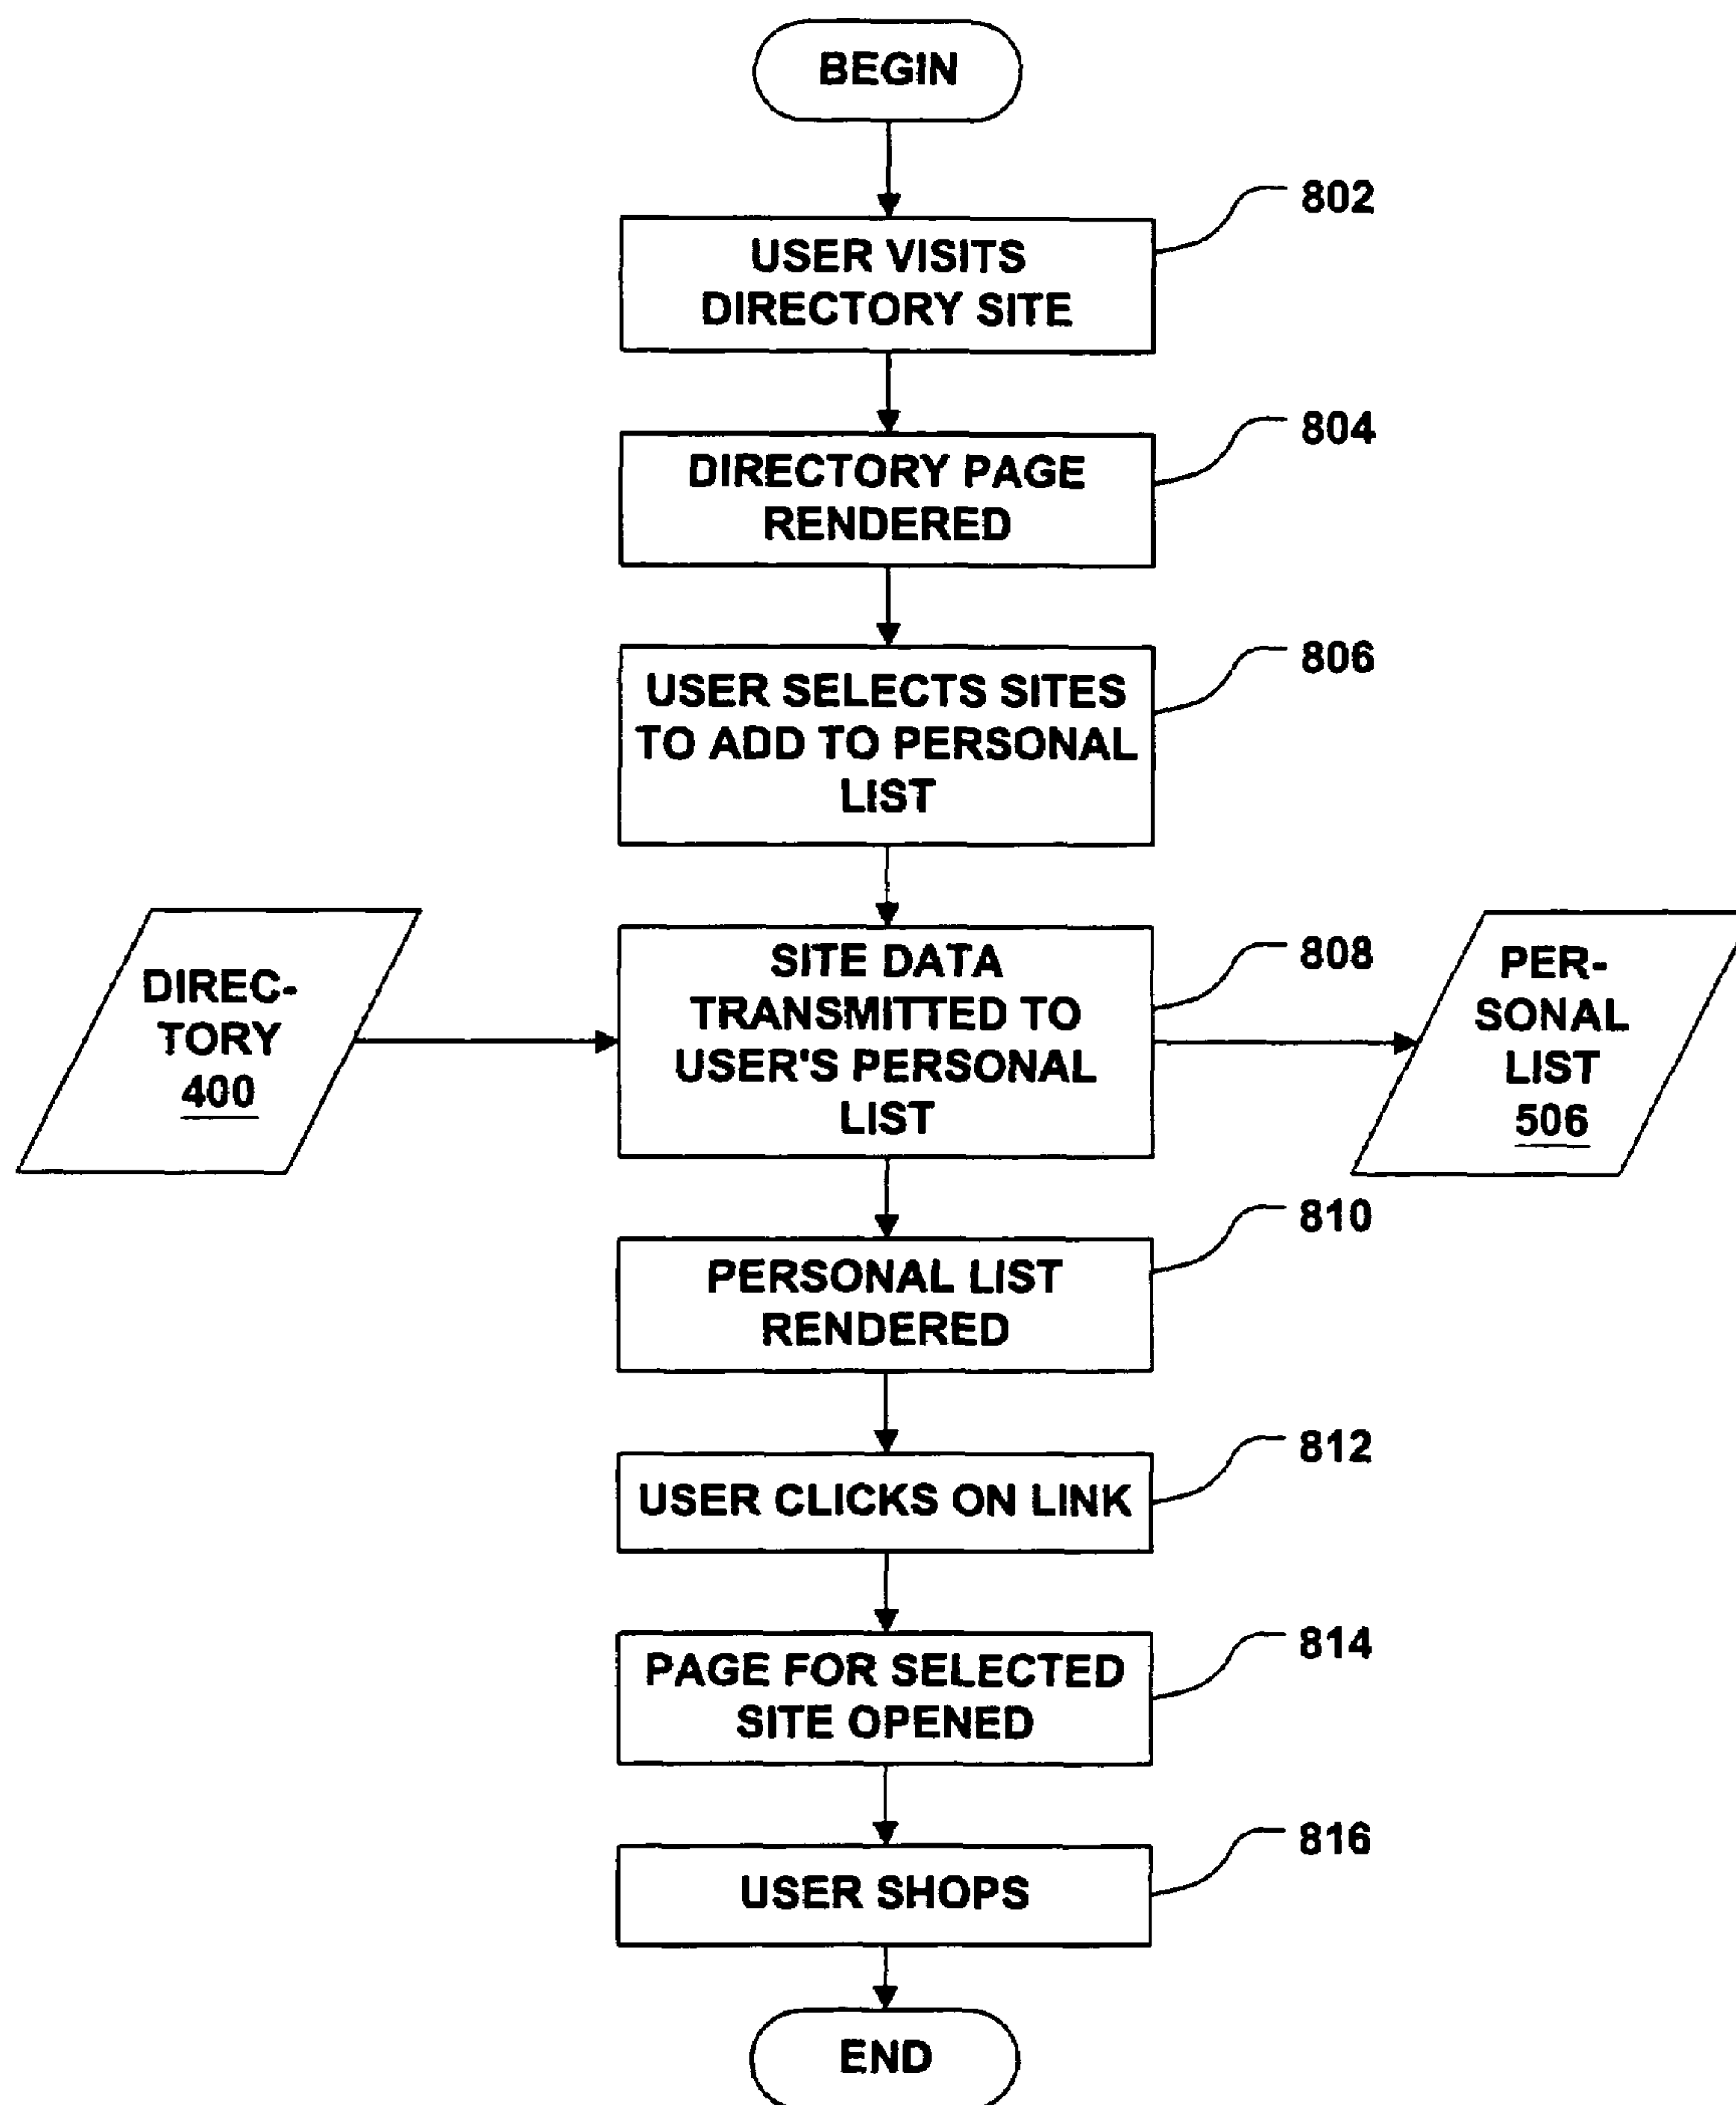 BEGIN
802
USER VISITS
DIRECTORY SITE
804
DIRECTORY PAGE
RENDERED
806
USER SELECTS SITES
TO ADD TO PERSONAL
LIST
DIREC-
TORY
400
808
SITE DATA
TRANSMITTED TO
USER'S PERSONAL
LIST
PER-
SONAL
LIST
506
810
PERSONAL LIST
RENDERED
812
USER CLICKS ON LINK
814
PAGE FOR SELECTED
SITE OPENED
816
USER SHOPS
END